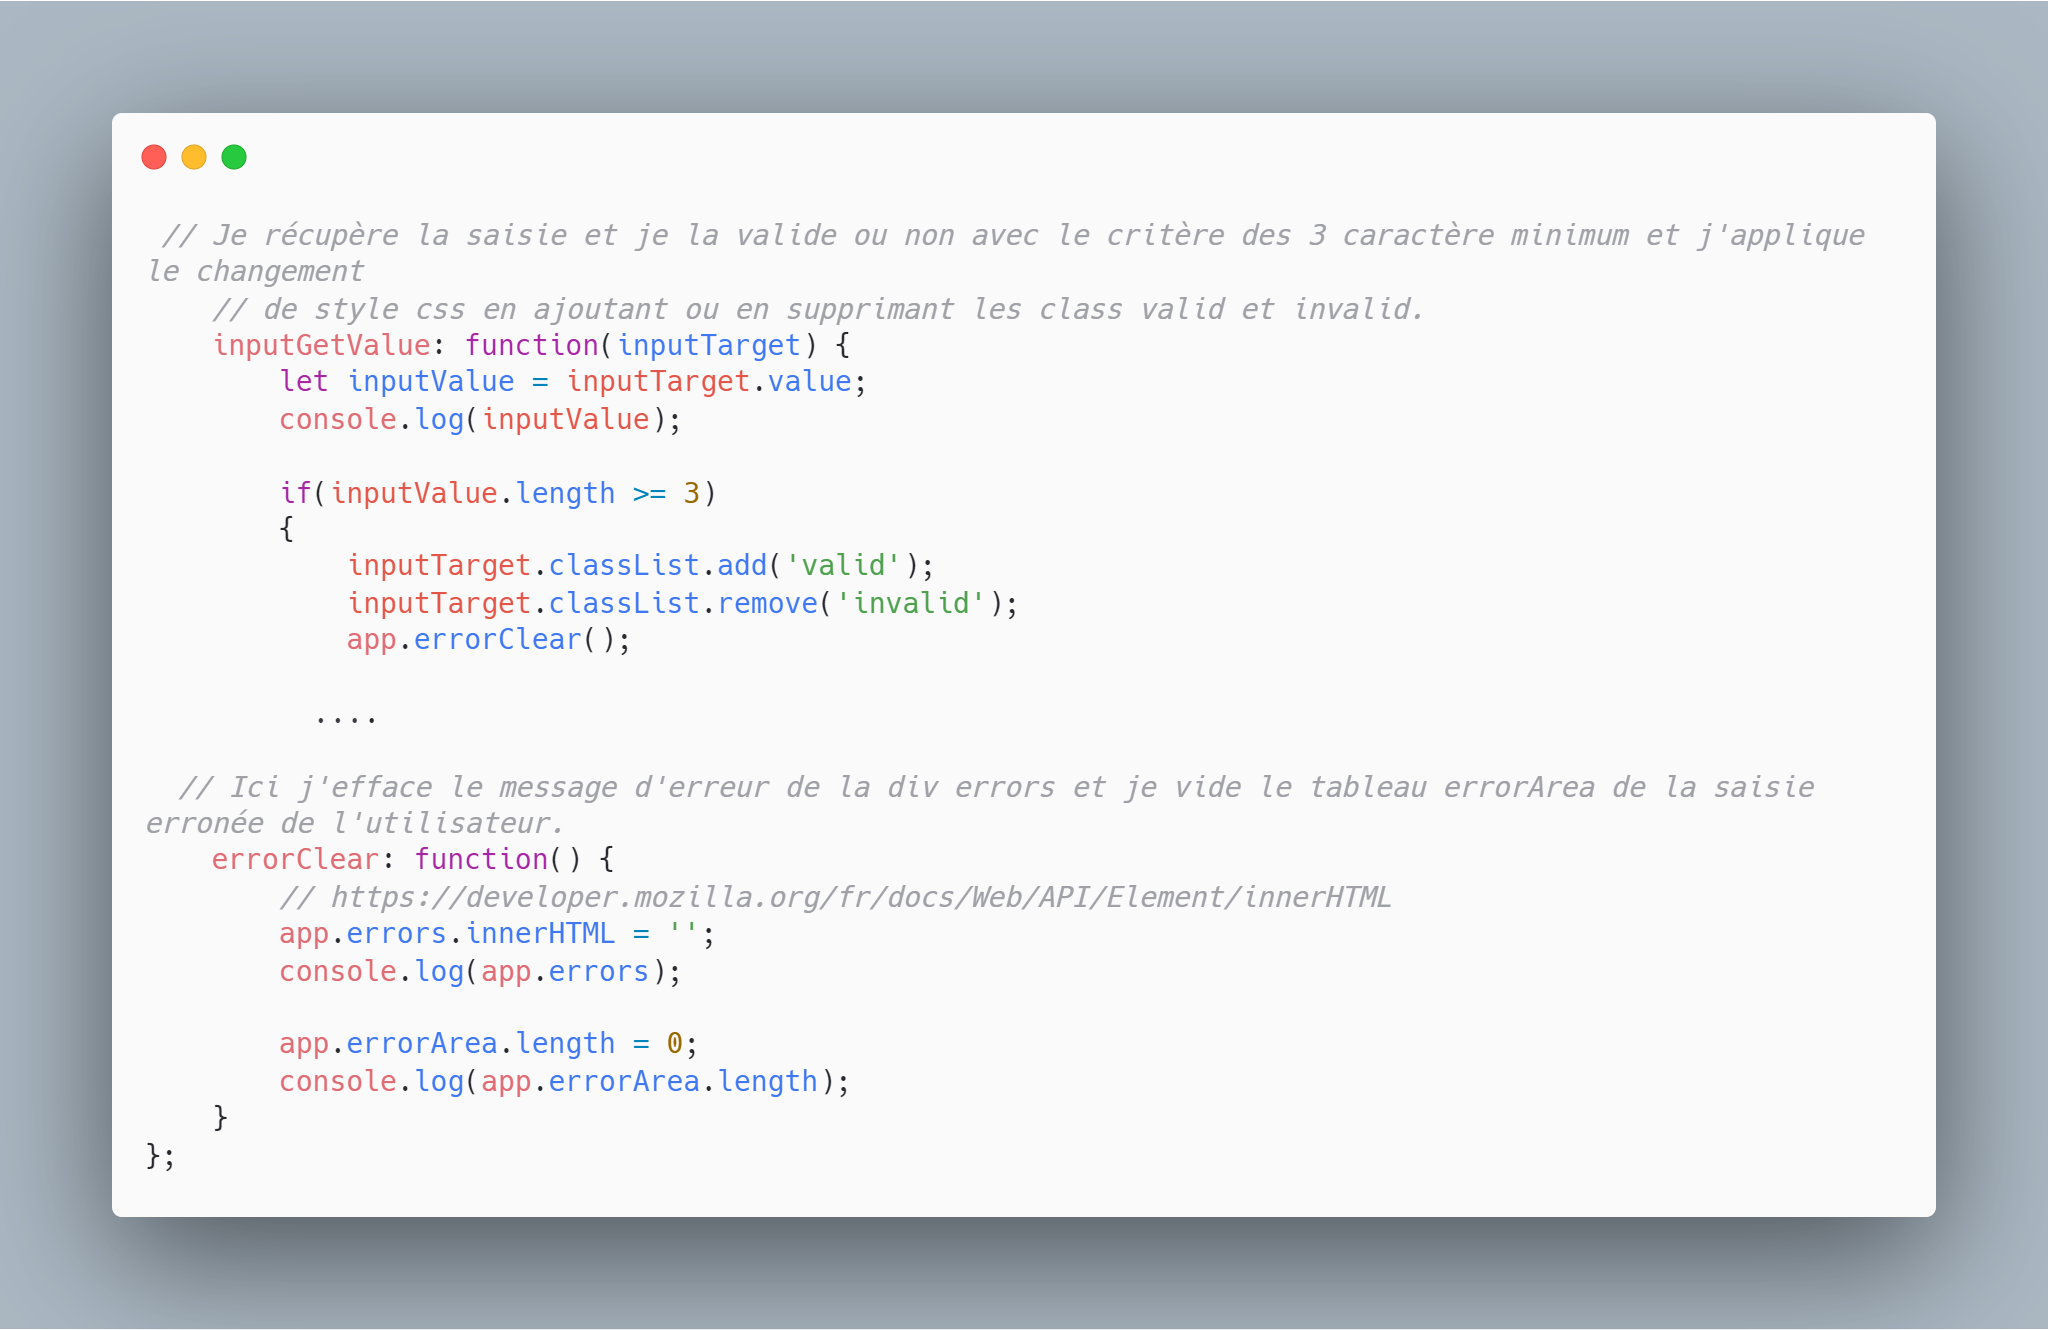 // Je récupère la saisie et je la valide ou non avec le critère des 3 caractère minimum et j'applique
le changement
    // de style css en ajoutant ou en supprimant les class valid et invalid.
    inputGetValue: function(inputTarget) {
        let inputValue = inputTarget.value;
        console.log(inputValue);

        if(inputValue.length >= 3)
        {
            inputTarget.classList.add('valid');
            inputTarget.classList.remove('invalid');
            app.errorClear();

          ....

  // Ici j'efface le message d'erreur de la div errors et je vide le tableau errorArea de la saisie
erronée de l'utilisateur.
    errorClear: function() {
        // https://developer.mozilla.org/fr/docs/Web/API/Element/innerHTML
        app.errors.innerHTML = '';
        console.log(app.errors);

        app.errorArea.length = 0;
        console.log(app.errorArea.length);
    }
};